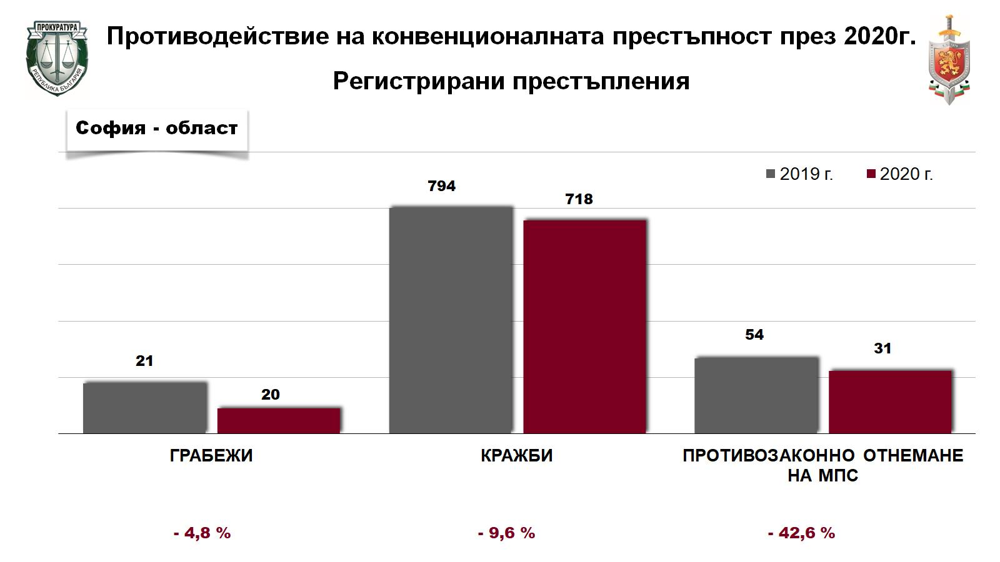 ПРОКУРАТУРА
РЕПУБЛИКА БЪЛГАРИЯ
Противодействие на конвенционалната престъпност през 2020г.
Регистрирани престъпления
София - област
2019 г.
2020 г.
794
718
54
31
21
20
ГРАБЕЖИ
КРАЖБИ
ПРОТИВОЗАКОННО ОТНЕМАНЕ
НА МПС
- 4,8 %
- 9,6 %
- 42,6 %